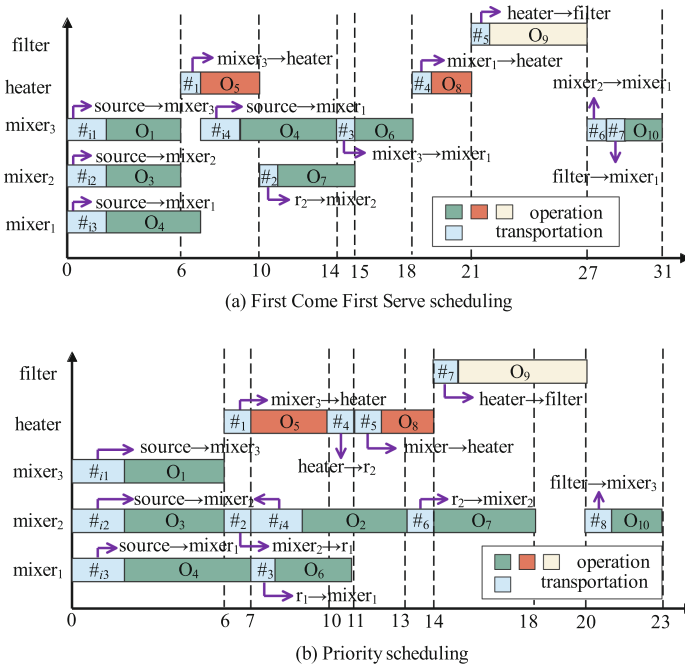 filter
#5 O9
heater→filter
heater
#1 O5
mixer3→heater
#4 O8
mixer1→heater
mixer2→mixer1
mixer3
#i1 O1
source→mixer3
#i4 O4 #3 O6
source→mixer1
mixer3→mixer1
#6 #7 O10
filter→mixer1
mixer2
#i2 O3
source→mixer2
#2 O7
r2→mixer2
mixer1
#i3 O4
source→mixer1
operation
transportation
0 6 10 14 15 18 21 27 31
(a) First Come First Serve scheduling
filter
#7 O9
heater→filter
heater
#1 O5 #4 #5 O8
mixer3→heater
heater→r2
mixer→heater
mixer3
#i1 O1
source→mixer3
filter→mixer3
mixer2
#i2 O3 #2 #i4 O2 #6 O7 #8 O10
source→mixer2
r2→mixer2
mixer2→r1
mixer1
#i3 O4 #3 O6
source→mixer1
r1→mixer1
operation
transportation
0 6 7 10 11 13 14 18 20 23
(b) Priority scheduling